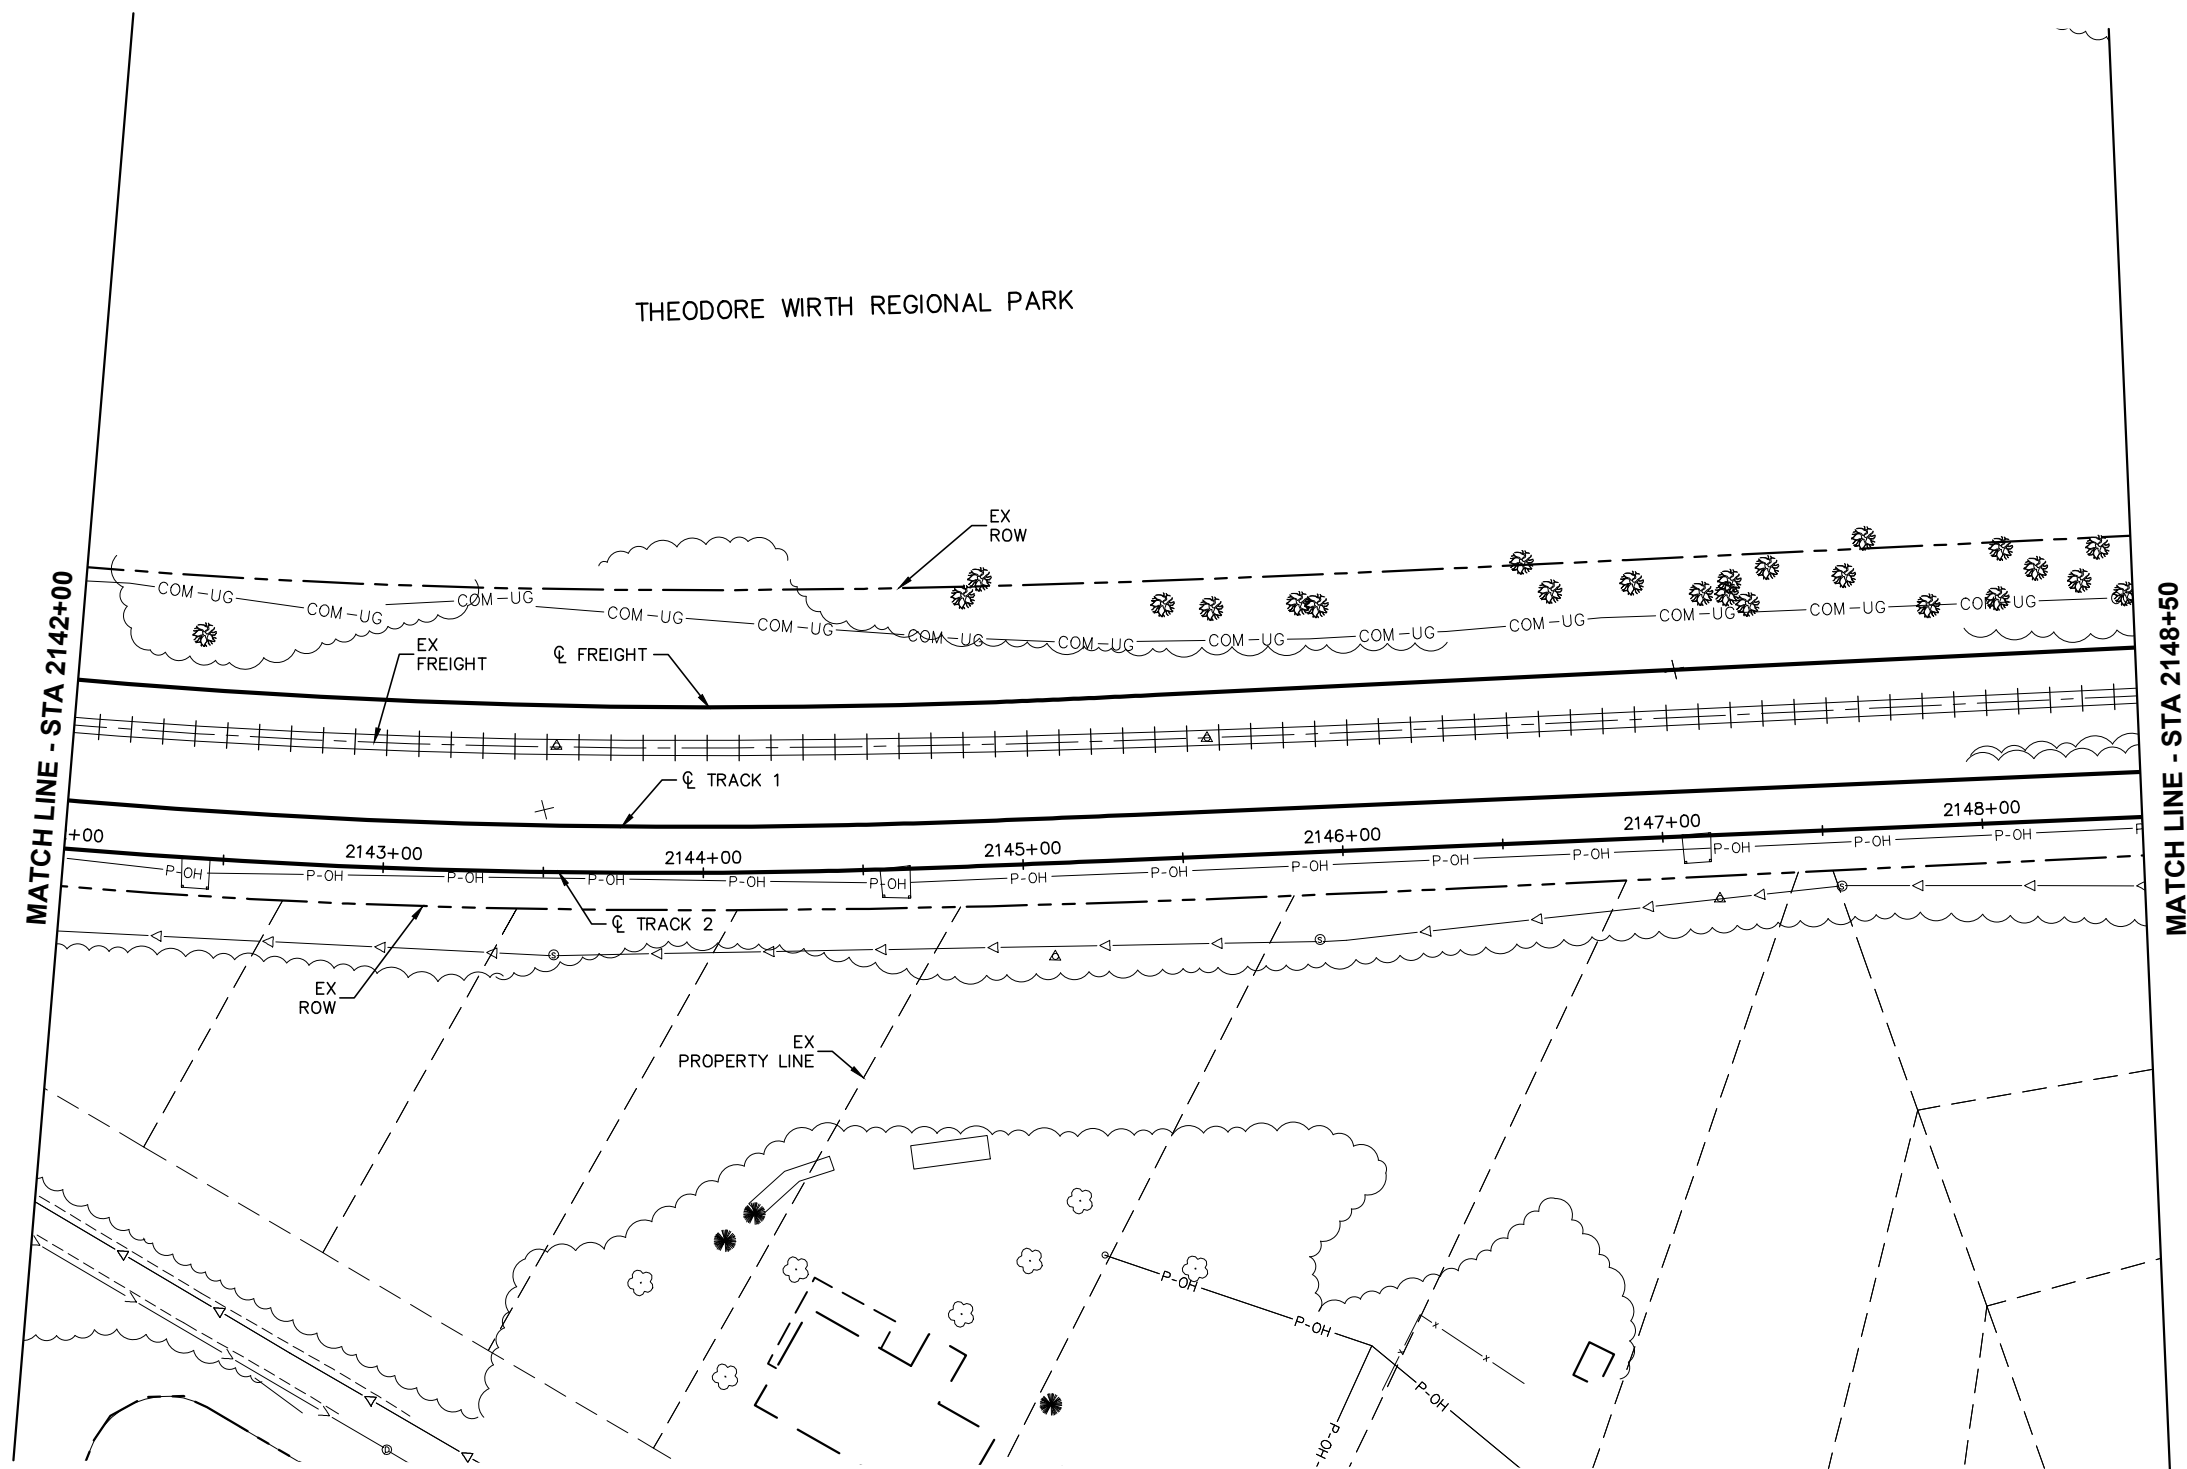 THEODORE WIRTH REGIONAL PARK
EX
ROW
COM-UG
COM-UG
COM-UG
COM-UG
COM-UG
COM-UG
COM-UG
COM-UG
COM-UG
COM-UG
COM-UG
COM-UG
COM-UG
EX
FREIGHT
℄ FREIGHT
MATCH LINE - STA 2142+00
MATCH LINE - STA 2148+50
℄ TRACK 1
+00
2143+00
2144+00
2145+00
2146+00
2147+00
2148+00
P-OH
P-OH
P-OH
P-OH
P-OH
P-OH
P-OH
P-OH
P-OH
P-OH
P-OH
P-OH
P-OH
P-OH
P
℄ TRACK 2
S
S
S
EX
ROW
EX
PROPERTY LINE
P-OH
P-OH
P-OH
P-OH
x
x
x
D